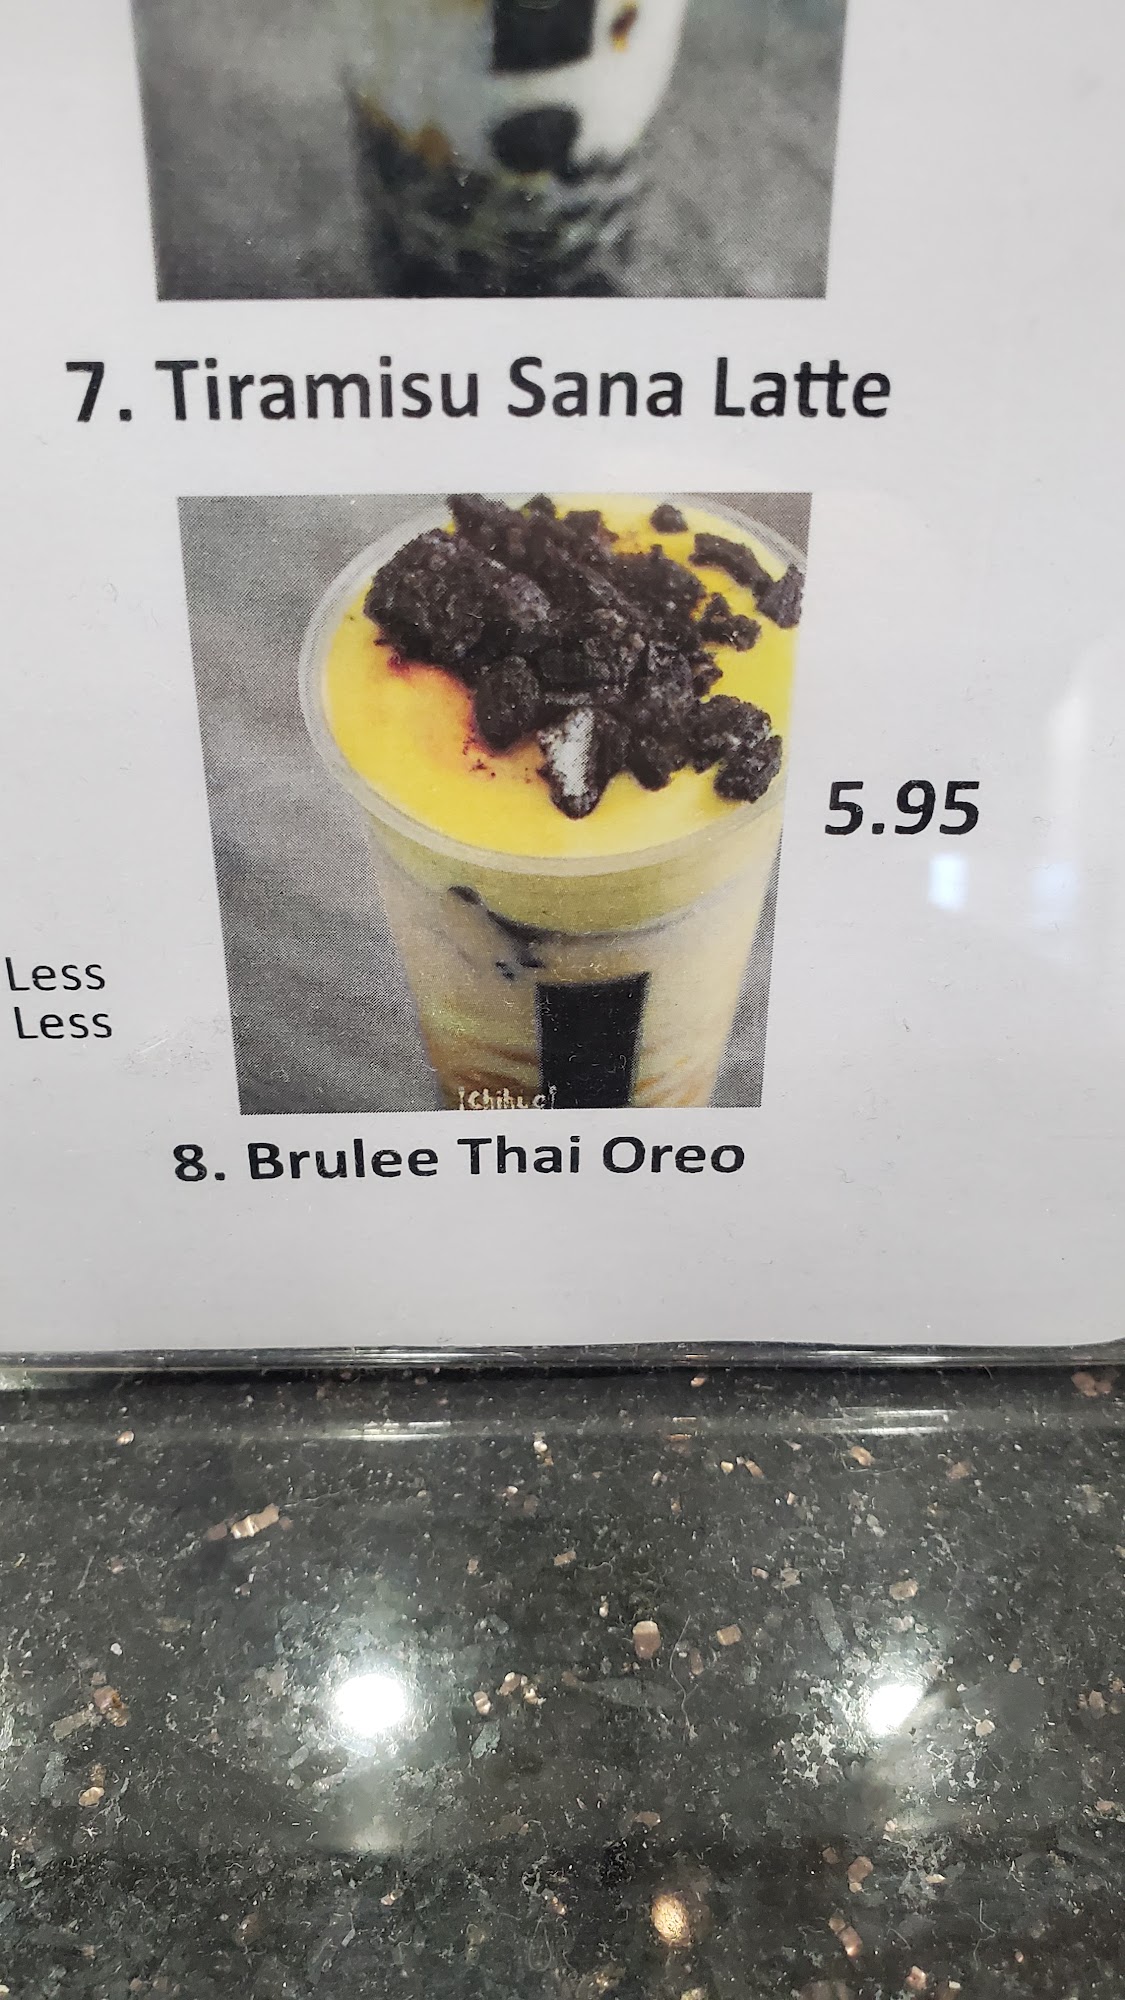 7. Tiramisu Sana Latte
5.95
Less
Less
8. Brulee Thai Oreo